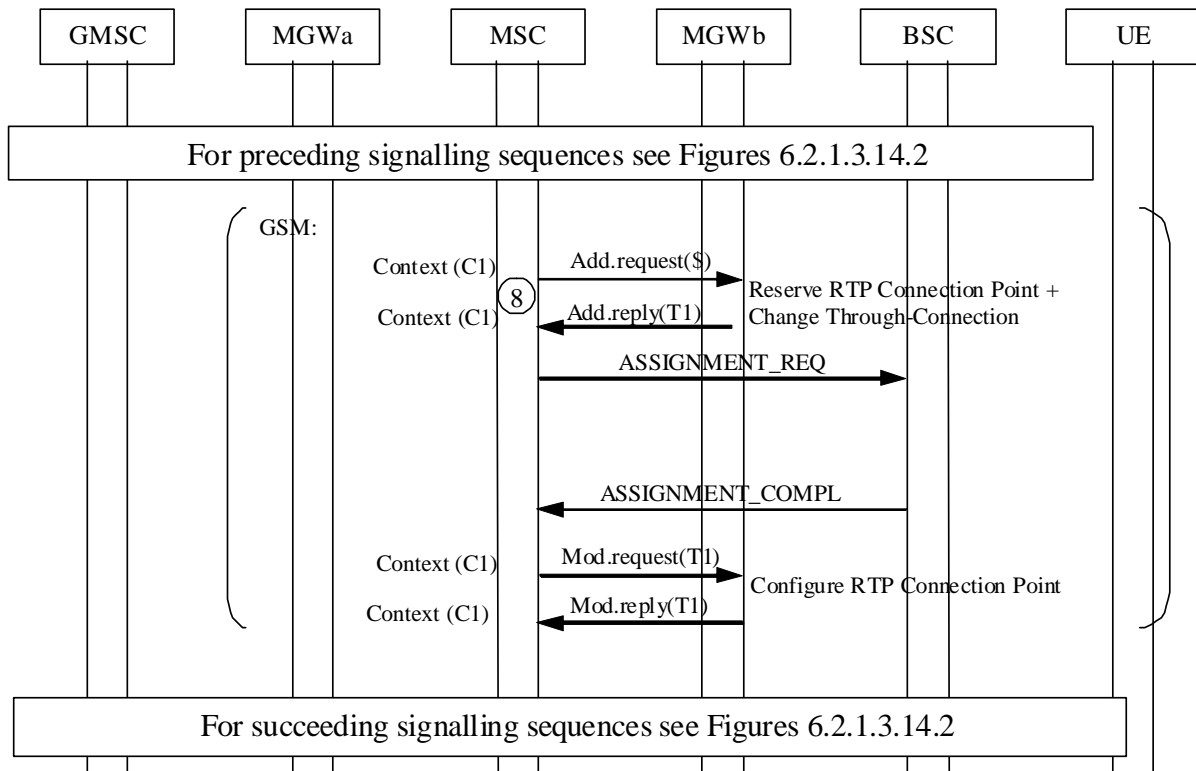 GMSC
MGWa
MSC
MGWb
BSC
UE
For preceding signalling sequences see Figures 6.2.1.3.14.2
GSM:
Context (C1)
Add.request($)
8
Reserve RTP Connection Point +
Change Through-Connection
Context (C1)
Add.reply(T1)
ASSIGNMENT_REQ
ASSIGNMENT_COMPL
Context (C1)
Mod.request(T1)
Configure RTP Connection Point
Context (C1)
Mod.reply(T1)
For succeeding signalling sequences see Figures 6.2.1.3.14.2